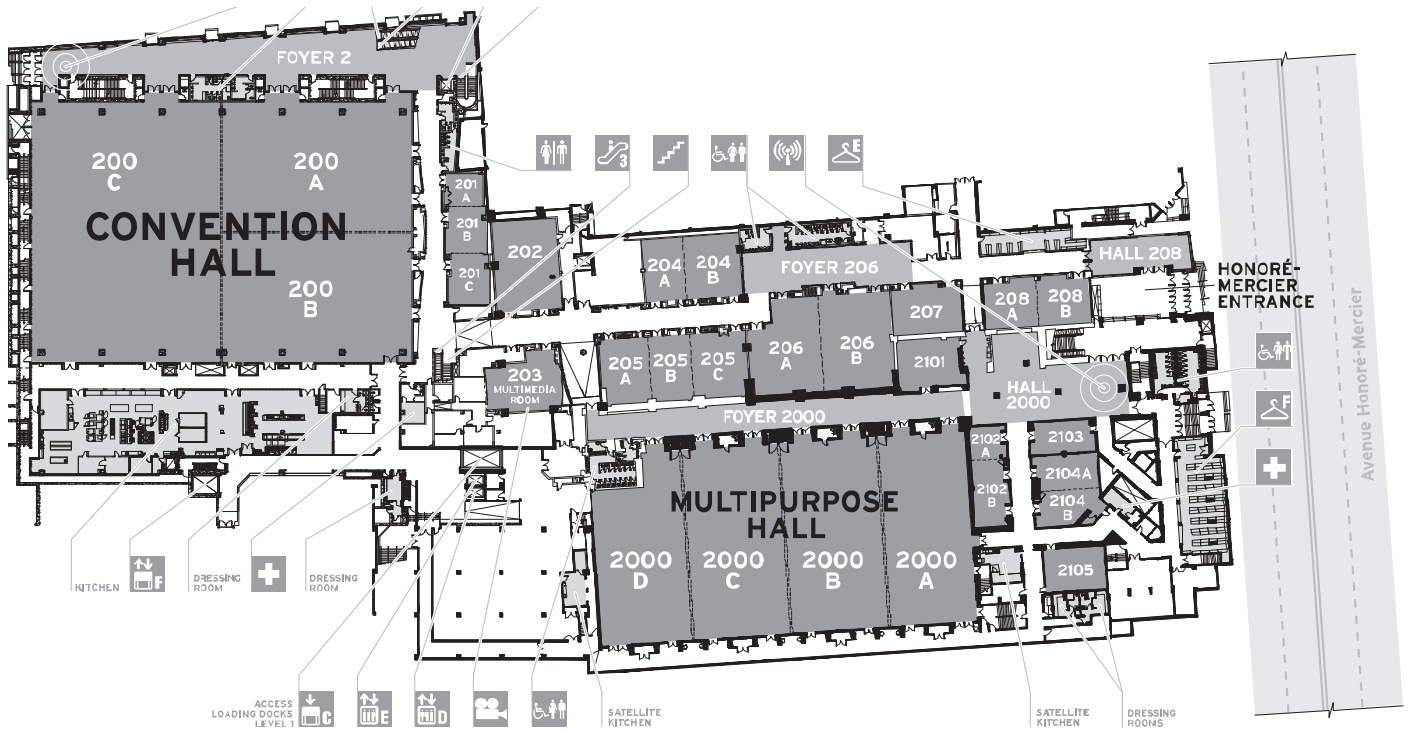 FOYER 2
200
C
200
A
CONVENTION
HALL
200
B
201
A
201
B
201
C
202
3
E
204
A
204
B
FOYER 206
HALL 208
HONORÉ-
MERCIER
ENTRANCE
208
A
208
B
207
206
A
206
B
2101
205
A
205
B
205
C
203
MULTIMEDIA
ROOM
HALL
2000
FOYER 2000
Avenue Honoré-Mercier
F
2102
A
2102
B
2103
2104A
2104
B
2105
MULTIPURPOSE
HALL
2000
D
2000
C
2000
B
2000
A
KITCHEN
F
DRESSING
ROOM
DRESSING
ROOM
ACCESS
LOADING DOCKS
LEVEL 1
C
E
D
SATELLITE
KITCHEN
SATELLITE
KITCHEN
DRESSING
ROOMS